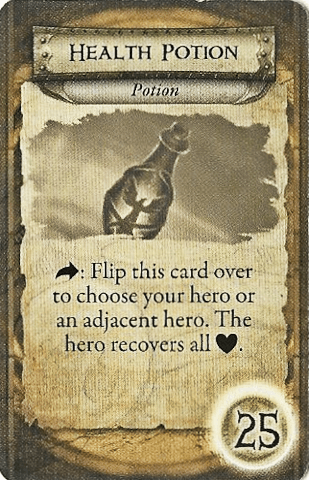 Health Potion
Potion
: Flip this card over
to choose your hero or
an adjacent hero. The
hero recovers all ♥.
25